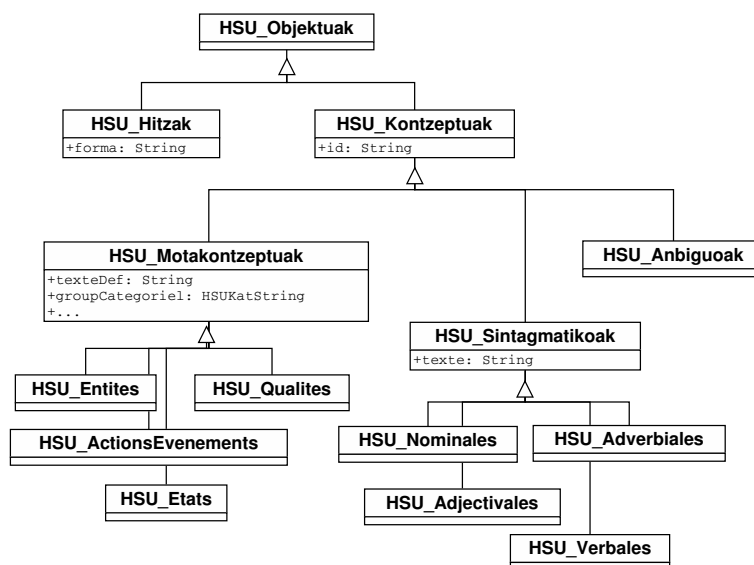 HSU_Objektuak
HSU_Hitzak
+forma: String
HSU_Kontzeptuak
+id: String
HSU_Motakontzeptuak
+texteDef: String
+groupCategoriel: HSUKatString
+...
HSU_Anbiguoak
HSU_Sintagmatikoak
+texte: String
HSU_Entites
HSU_Qualites
HSU_ActionsEvenements
HSU_Etats
HSU_Nominales
HSU_Adverbiales
HSU_Adjectivales
HSU_Verbales